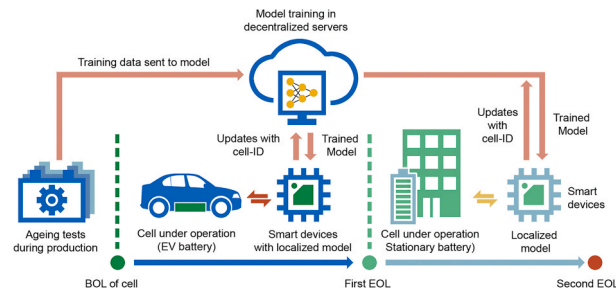 Model training in
decentralized servers
Training data sent to model
Updates with
cell-ID
Trained
Model
Updates
with
cell-ID
Trained
Model
Smart
devices
Ageing tests
during production
Cell under operation
(EV battery)
Smart devices
with localized model
Cell under operation
Stationary battery)
Localized
model
BOL of cell
First EOL
Second EOL